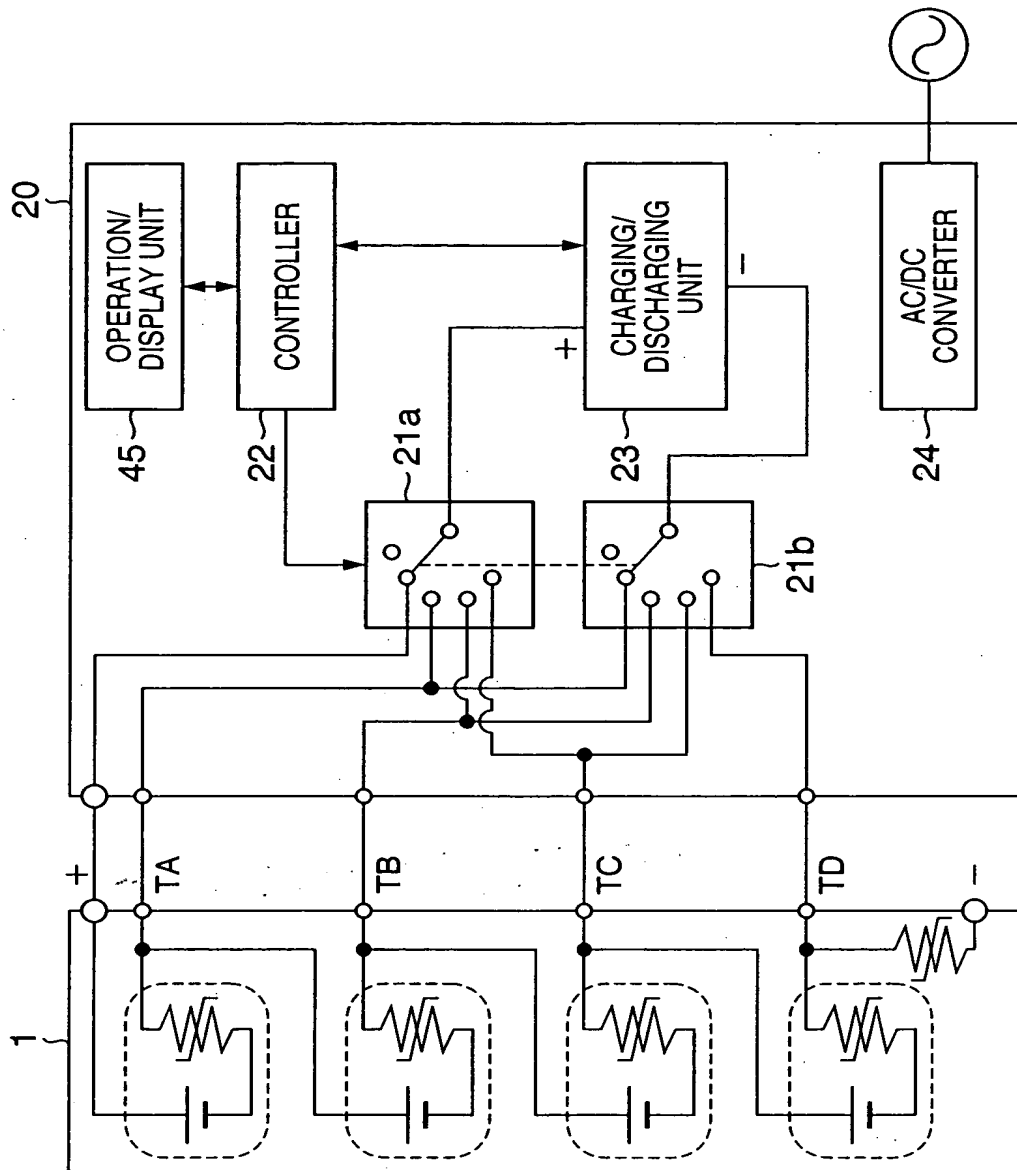 20
OPERATION/
DISPLAY UNIT
45
CONTROLLER
22
21a
+
CHARGING/
DISCHARGING
UNIT
−
23
21b
AC/DC
CONVERTER
24
1
+
TA
TB
TC
TD
−